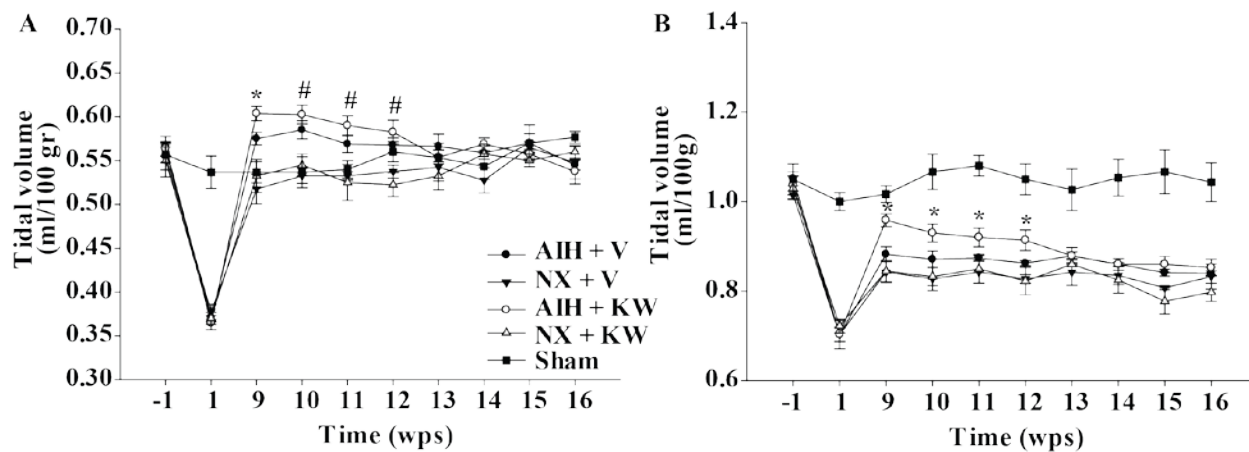 A
Tidal volume
(ml/100 gr)
0.70
0.65
0.60
0.55
0.50
0.45
0.40
0.35
0.30
* # # #
AIH + V
NX + V
AIH + KW
NX + KW
Sham
-1 1 9 10 11 12 13 14 15 16
Time (wps)
B
Tidal volume
(ml/100g)
1.4
1.2
1.0
0.8
0.6
* * * *
-1 1 9 10 11 12 13 14 15 16
Time (wps)